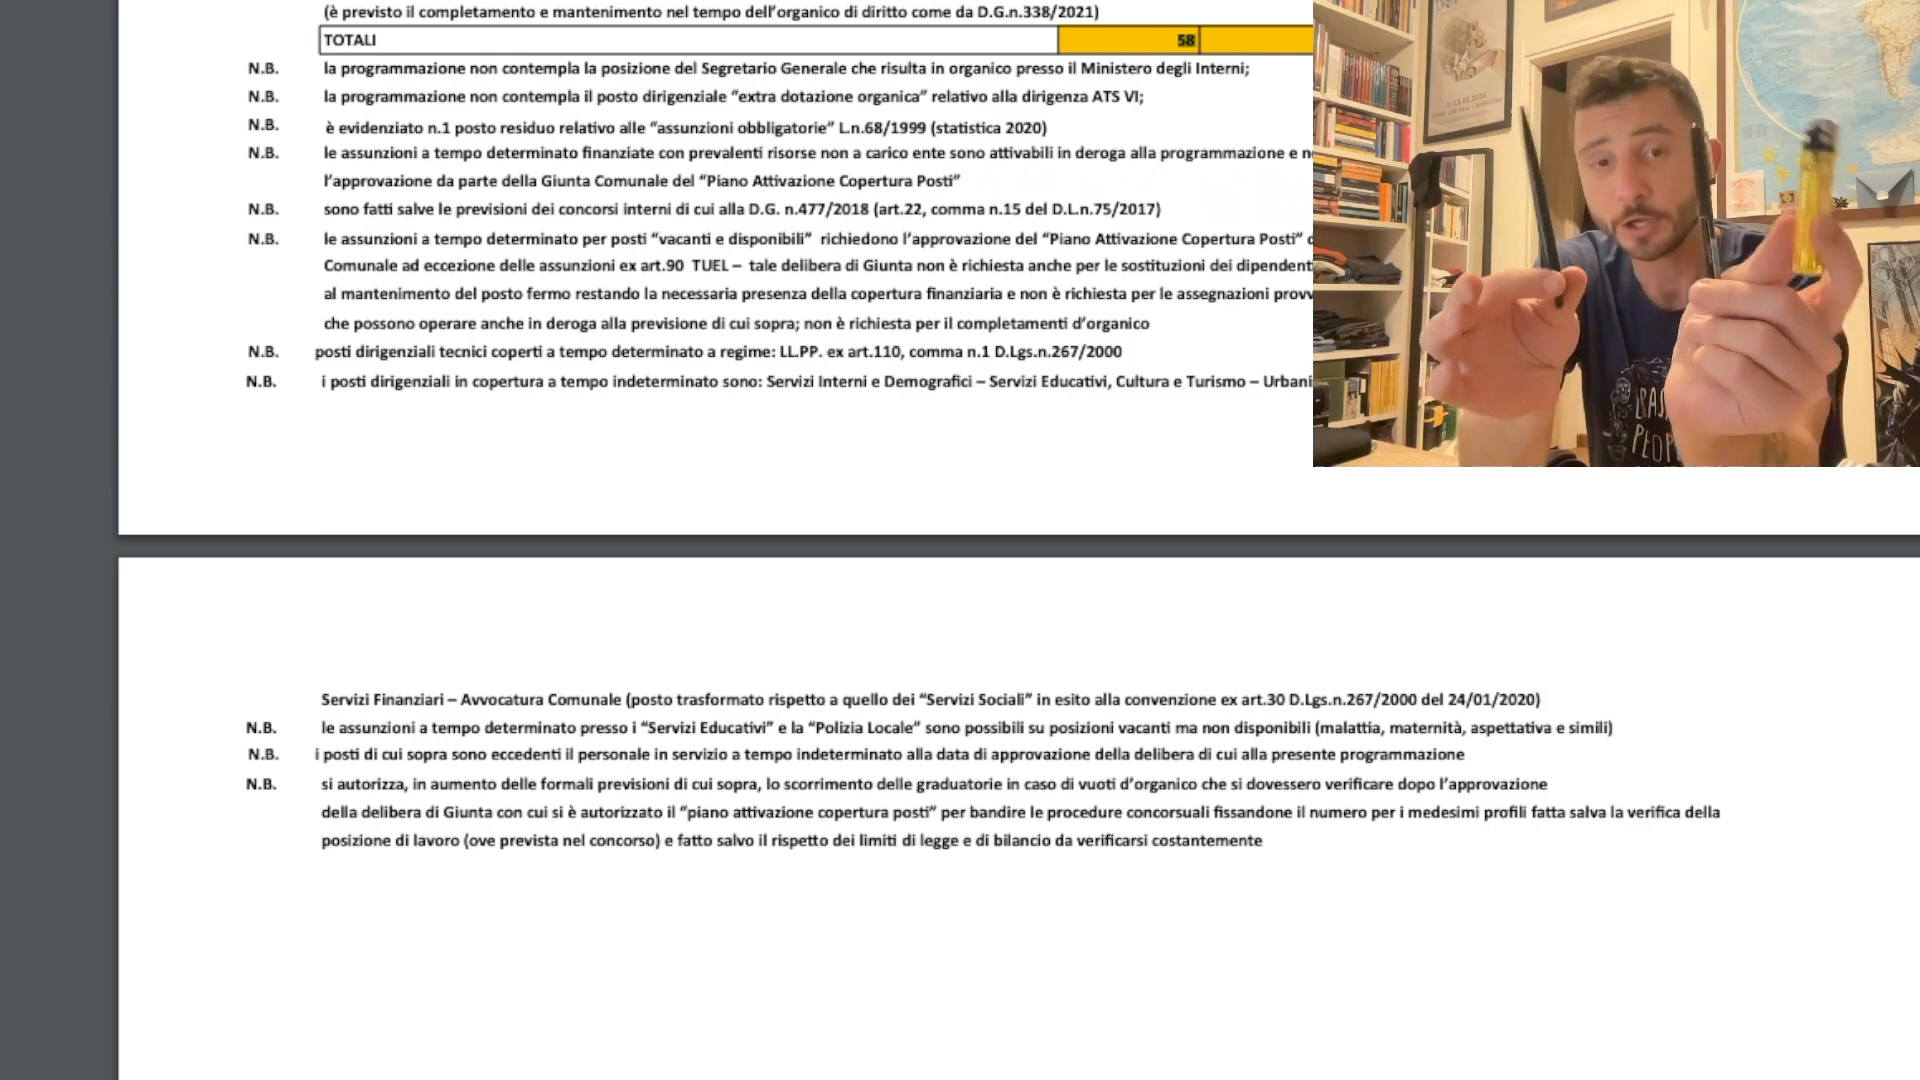 (è previsto il completamento e mantenimento nel tempo dell'organico di diritto come da D.G.n.338/2021)
TOTALI 58
N.B. la programmazione non contempla la posizione del Segretario Generale che risulta in organico presso il Ministero degli Interni;
N.B. la programmazione non contempla il posto dirigenziale “extra dotazione organica” relativo alla dirigenza ATS VI;
N.B. è evidenziato n.1 posto residuo relativo alle “assunzioni obbligatorie” L.n.68/1999 (statistica 2020)
N.B. le assunzioni a tempo determinato finanziate con prevalenti risorse non a carico ente sono attivabili in deroga alla programmazione e
l'approvazione da parte della Giunta Comunale del “Piano Attivazione Copertura Posti”
N.B. sono fatti salve le previsioni dei concorsi interni di cui alla D.G. n.477/2018 (art.22, comma n.15 del D.L.n.75/2017)
N.B. le assunzioni a tempo determinato per posti “vacanti e disponibili” richiedono l'approvazione del “Piano Attivazione Copertura Posti”
Comunale ad eccezione delle assunzioni ex art.90 TUEL – tale delibera di Giunta non è richiesta anche per le sostituzioni dei dipendent
al mantenimento del posto fermo restando la necessaria presenza della copertura finanziaria e non è richiesta per le assegnazioni provv
che possono operare anche in deroga alla previsione di cui sopra; non è richiesta per il completamenti d'organico
N.B. posti dirigenziali tecnici coperti a tempo determinato a regime: LL.PP. ex art.110, comma n.1 D.Lgs.n.267/2000
N.B. i posti dirigenziali in copertura a tempo indeterminato sono: Servizi Interni e Demografici – Servizi Educativi, Cultura e Turismo – Urbani
Servizi Finanziari – Avvocatura Comunale (posto trasformato rispetto a quello dei “Servizi Sociali” in esito alla convenzione ex art.30 D.Lgs.n.267/2000 del 24/01/2020)
N.B. le assunzioni a tempo determinato presso i “Servizi Educativi” e la “Polizia Locale” sono possibili su posizioni vacanti ma non disponibili (malattia, maternità, aspettativa e simili)
N.B. i posti di cui sopra sono eccedenti il personale in servizio a tempo indeterminato alla data di approvazione della delibera di cui alla presente programmazione
N.B. si autorizza, in aumento delle formali previsioni di cui sopra, lo scorrimento delle graduatorie in caso di vuoti d'organico che si dovessero verificare dopo l'approvazione
della delibera di Giunta con cui si è autorizzato il “piano attivazione copertura posti” per bandire le procedure concorsuali fissandone il numero per i medesimi profili fatta salva la verifica della
posizione di lavoro (ove prevista nel concorso) e fatto salvo il rispetto dei limiti di legge e di bilancio da verificarsi costantemente